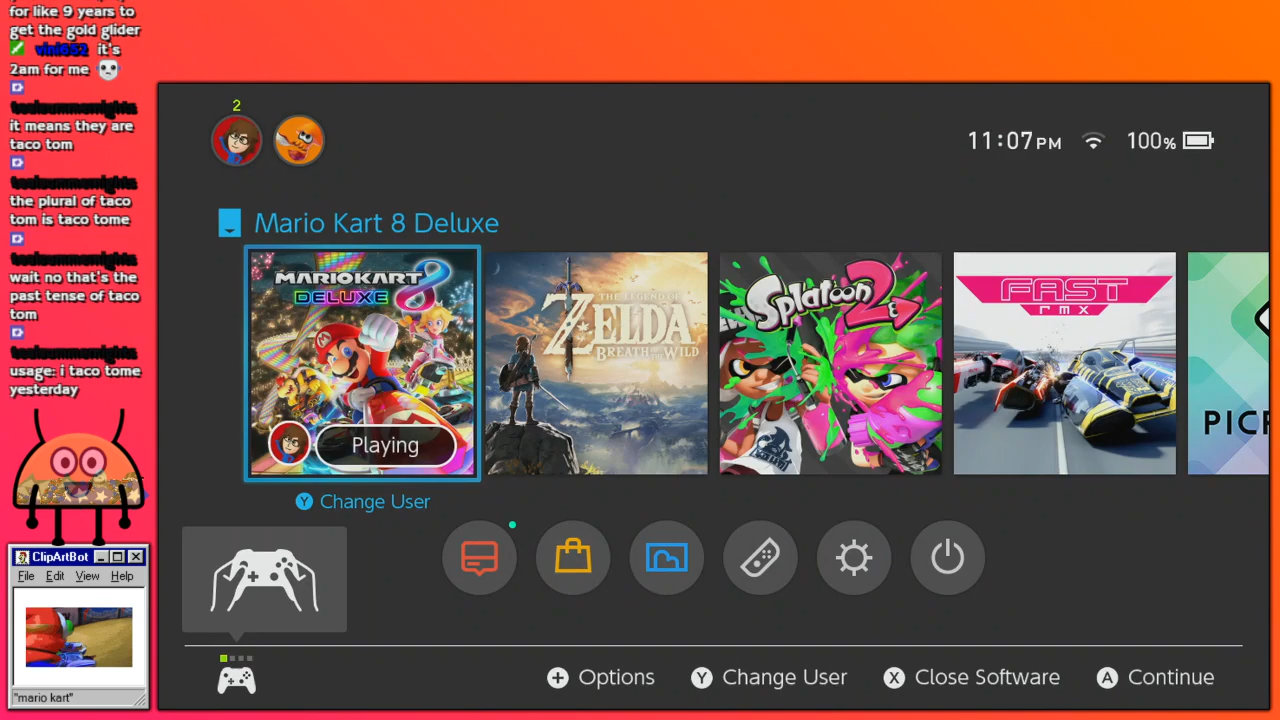 for like 9 years to
get the gold glider
vini652 it's
2am for me
it means they are
taco tom
the plural of taco
tom is taco tome
wait no that's the
past tense of taco
tom
usage: i taco tome
yesterday
ClipArtBot
File Edit View Help
"mario kart"
2
11:07 PM 100%
Mario Kart 8 Deluxe
MARIOKART 8
DELUXE
Playing
THE LEGEND OF
ZELDA
BREATH OF THE WILD
Splatoon 2
FAST
rmx
PICR
Y Change User
+ Options Y Change User X Close Software A Continue